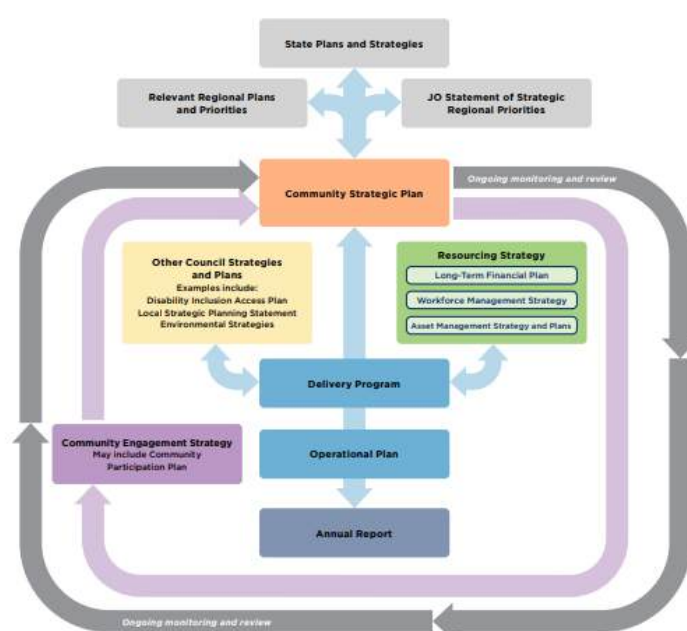 State Plans and Strategies
Relevant Regional Plans
and Priorities
JO Statement of Strategic
Regional Priorities
Community Strategic Plan
Ongoing monitoring and review
Other Council Strategies
and Plans
Examples include:
Disability Inclusion Access Plan
Local Strategic Planning Statement
Environmental Strategies
Resourcing Strategy
Long-Term Financial Plan
Workforce Management Strategy
Asset Management Strategy and Plans
Delivery Program
Community Engagement Strategy
May include Community
Participation Plan
Operational Plan
Annual Report
Ongoing monitoring and review